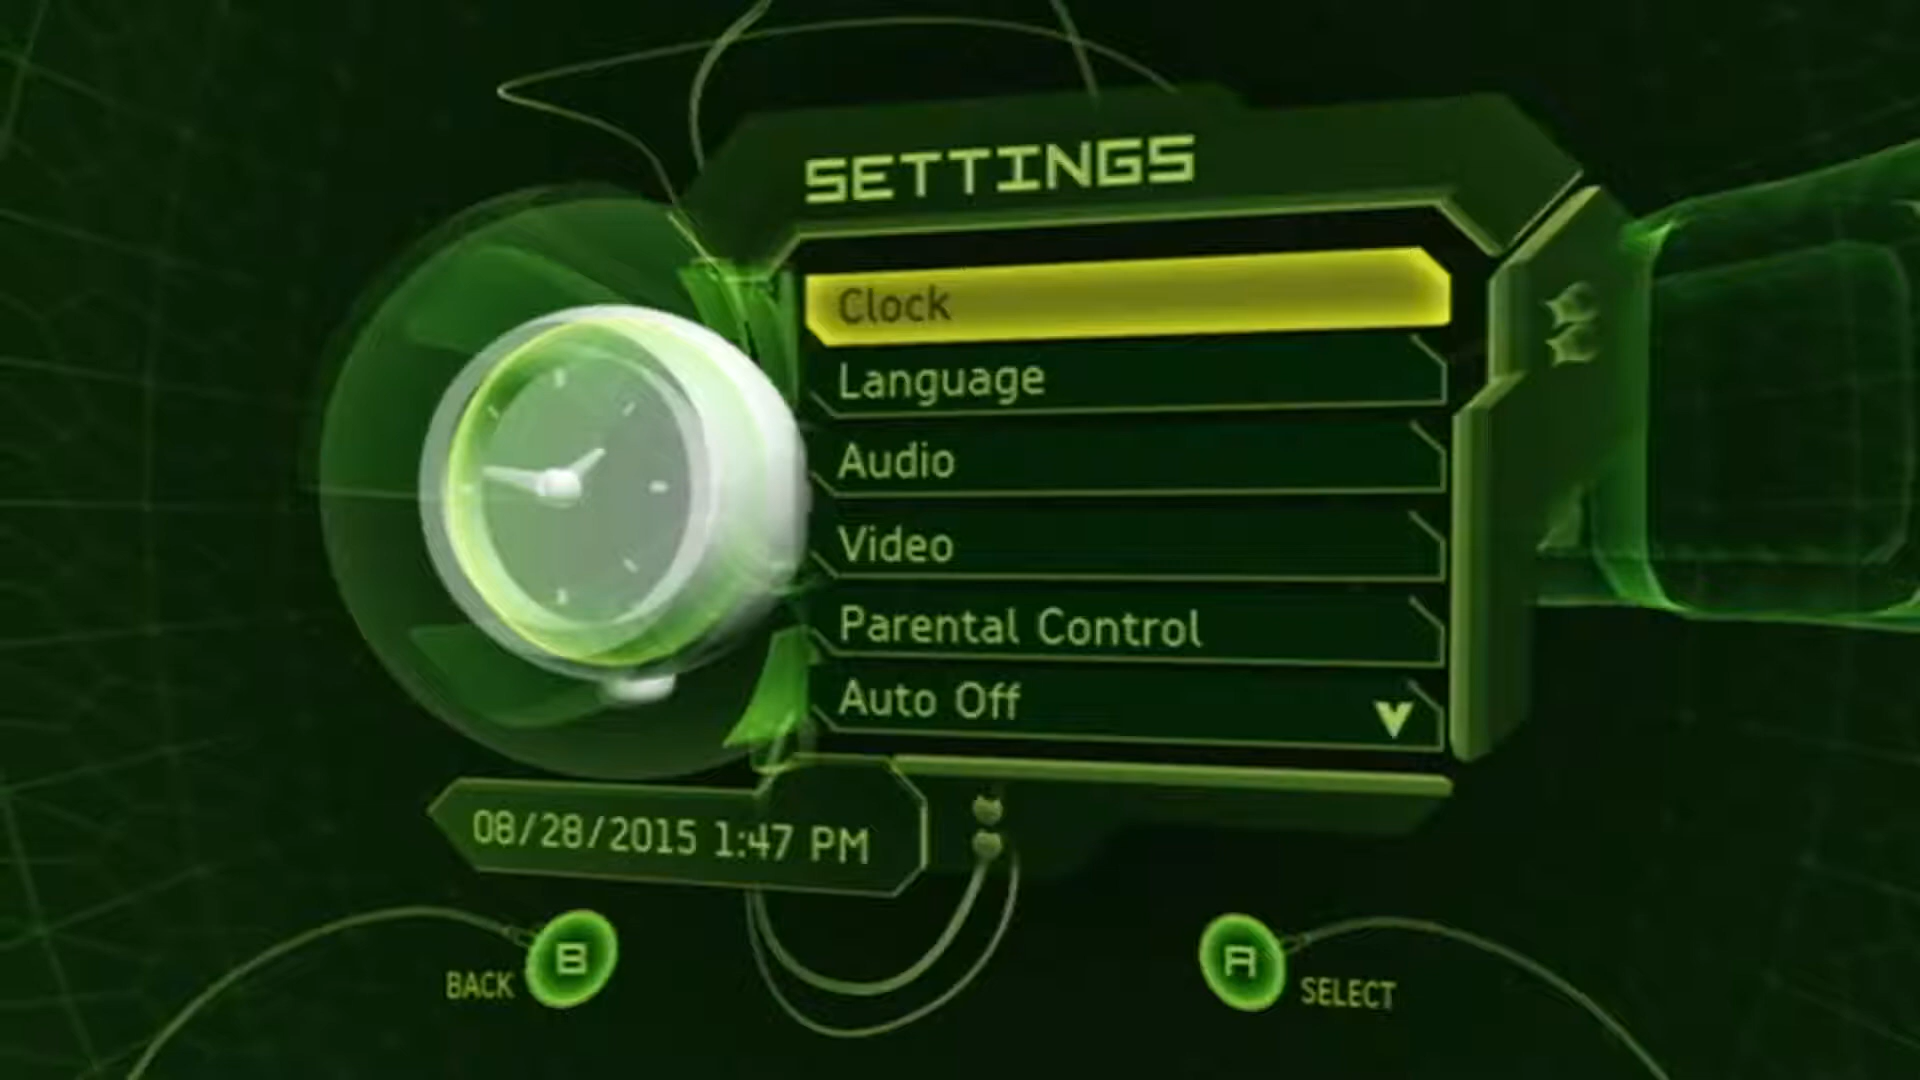 SETTINGS
Clock
Language
Audio
Video
Parental Control
Auto Off
08/28/2015 1:47 PM
B
BACK
A
SELECT